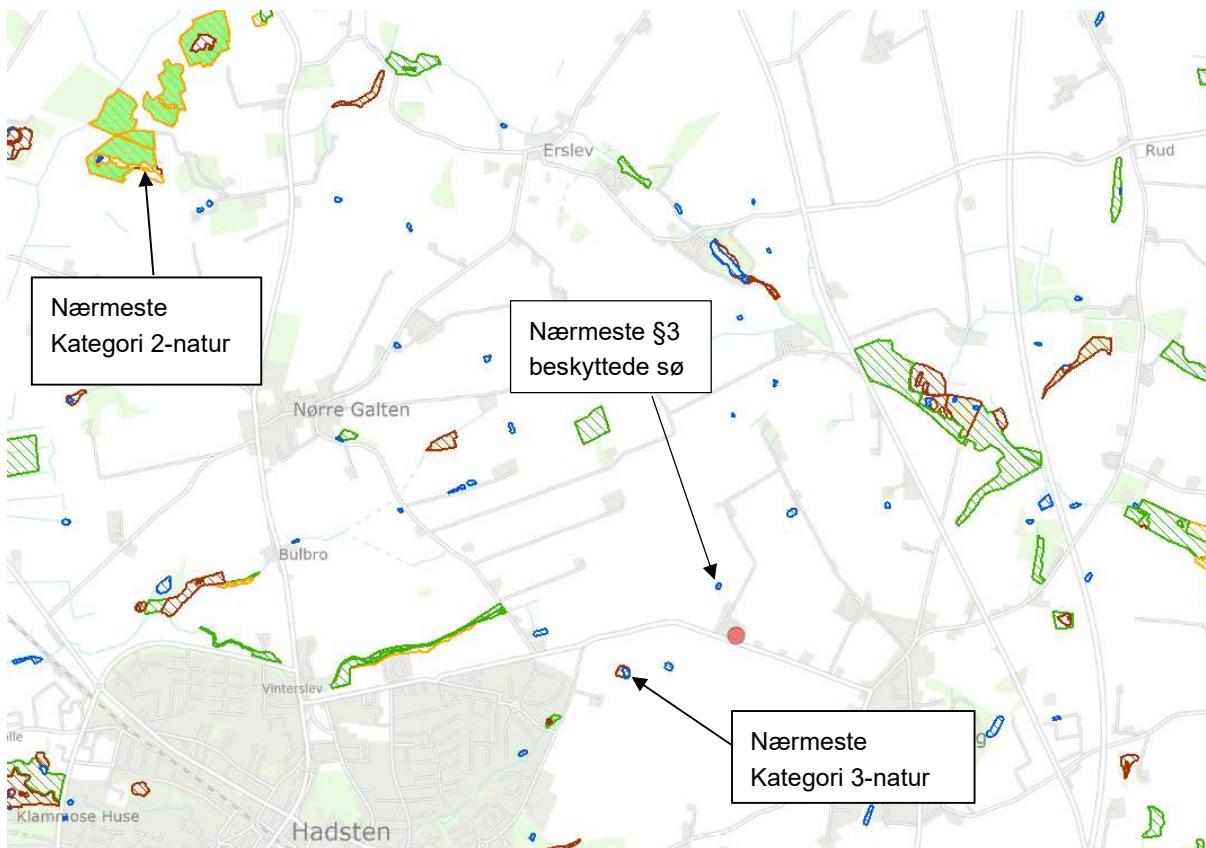 Erslev
Rud
Nærmeste
Kategori 2-natur
Nærmeste §3
beskyttede sø
Nørre Galten
Bulbro
Vinterslev
Nærmeste
Kategori 3-natur
Klammose Huse
Hadsten